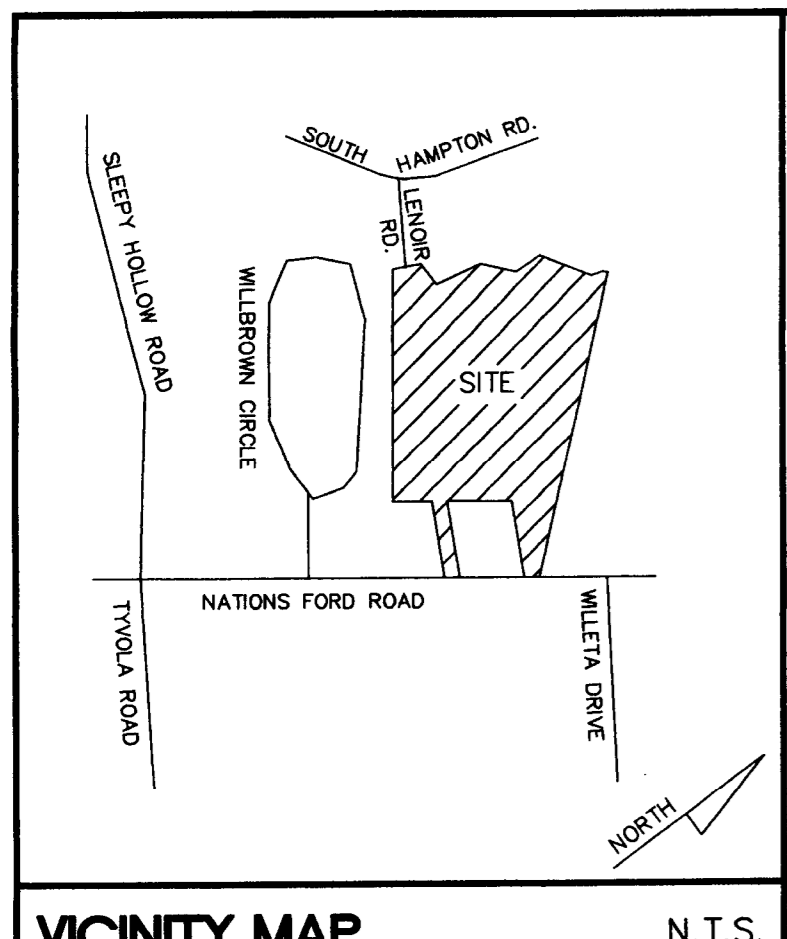 SOUTH
HAMPTON RD.
SLEEPY HOLLOW ROAD
LENOIR
RD.
WILLBROWN CIRCLE
SITE
NATIONS FORD ROAD
TYVOLA ROAD
WILLETA DRIVE
NORTH
VICINITY MAP
N.T.S.